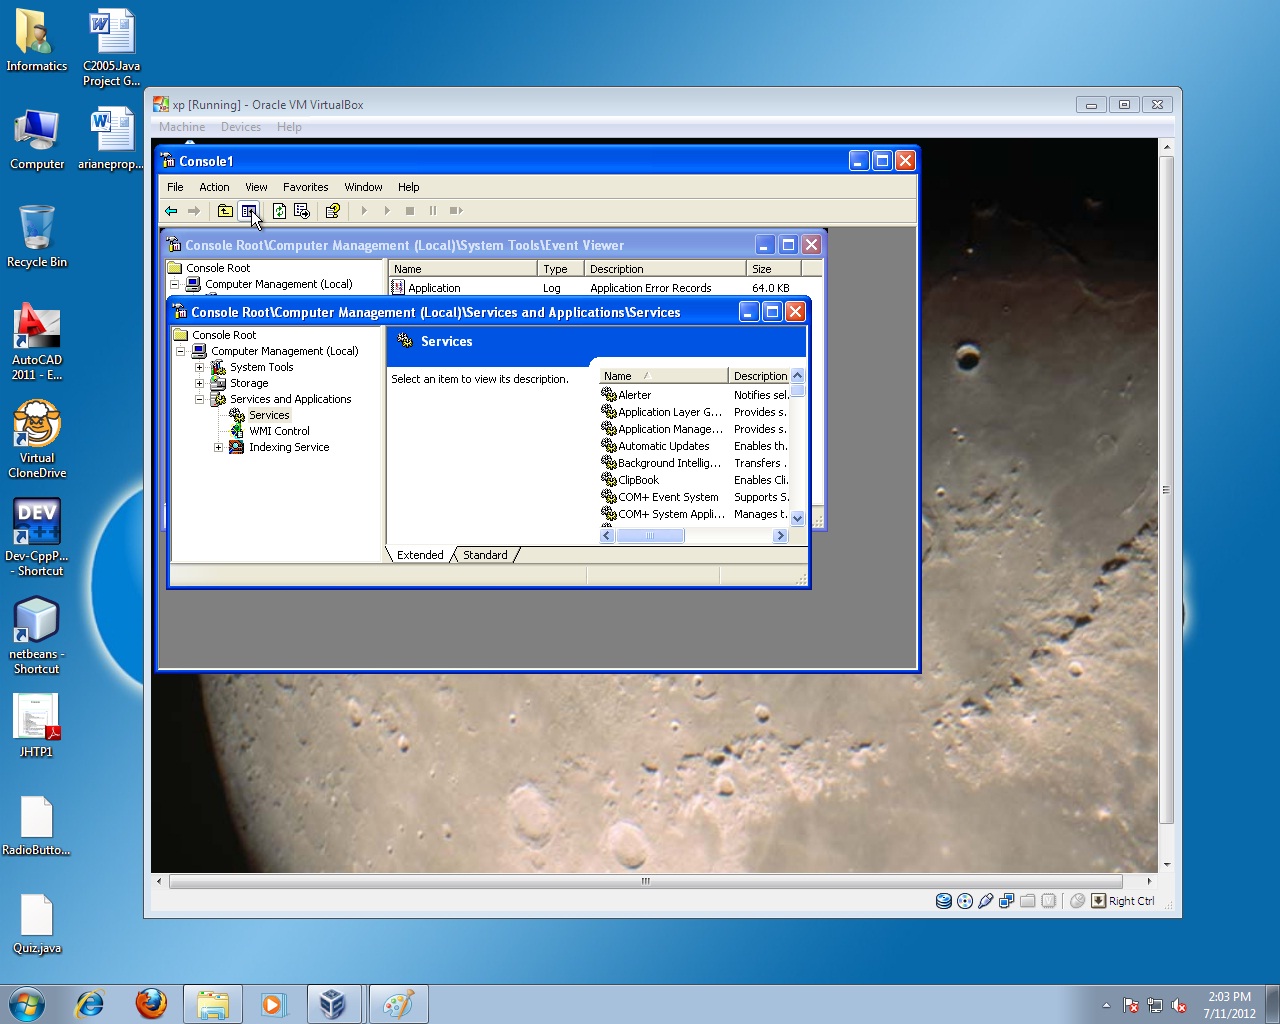 Informatics
C2005.Java
Project G...
Computer
arianeprop...
Recycle Bin
AutoCAD
2011 - E...
Virtual
CloneDrive
DEV
C++
Dev-CppP...
- Shortcut
netbeans -
Shortcut
JHTP1
RadioButto...
Quiz.java
xp [Running] - Oracle VM VirtualBox
Machine Devices Help
Console1
File Action View Favorites Window Help
Console Root\Computer Management (Local)\System Tools\Event Viewer
Console Root
Computer Management (Local)
Name Type Description Size
Application Log Application Error Records 64.0 KB
Console Root\Computer Management (Local)\Services and Applications\Services
Console Root
Computer Management (Local)
System Tools
Storage
Services and Applications
Services
WMI Control
Indexing Service
Services
Select an item to view its description.
Name Description
Alerter Notifies sel.
Application Layer G... Provides s.
Application Manage... Provides s.
Automatic Updates Enables th.
Background Intellig... Transfers .
ClipBook Enables Cli.
COM+ Event System Supports S.
COM+ System Appli... Manages t.
Extended Standard
Right Ctrl
2:03 PM
7/11/2012